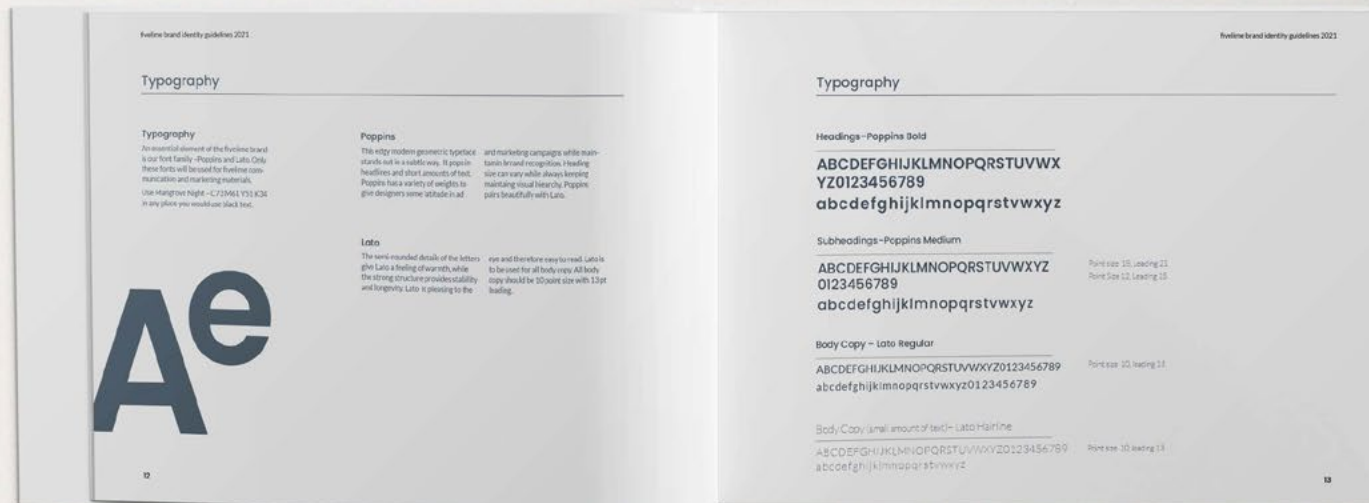 fivelime brand identity guidelines 2021
Typography
Typography
An essential element of the fivelime brand
is our font family -Poppins and Lato. Only
these fonts will be used for fivelime com-
munication and marketing materials.
Use Mangrove Night -C72 M61 Y51 K34
in any place you would use black text.
Poppins
This edgy modern geometric typeface
stands out in a subtle way. It pops in
headlines and short amounts of text.
Poppins has a variety of weights to
give designers some latitude in ad
and marketing campaigns while main-
tainin brrand recognition. Heading
size can vary while always keeping
maintaing visual hierarchy. Poppins
pairs beautifully with Lato.
Lato
The semi-rounded details of the letters
give Lato a feeling of warmth, while
the strong structure provides stability
and longevity. Lato is pleasing to the
eye and therefore easy to read. Lato is
to be used for all body copy. All body
copy should be 10 point size with 13 pt
leading.
Ae
12
fivelime brand identity guidelines 2021
Typography
Headings-Poppins Bold
ABCDEFGHIJKLMNOPQRSTUVWX
YZ0123456789
abcdefghijklmnopqrstvwxyz
Subheadings-Poppins Medium
ABCDEFGHIJKLMNOPQRSTUVWXYZ
0123456789
abcdefghijklmnopqrstvwxyz
Point size 18, Leading 21
Point Size 12, Leading 15
Body Copy - Lato Regular
ABCDEFGHIJKLMNOPQRSTUVWXYZ0123456789
abcdefghijklmnopqrstvwxyz0123456789
Point size 10, leading 13
Body Copy (small amount of text)- Lato Hairline
ABCDEFGHIJKLMNOPQRSTUVWXYZ0123456789
abcdefghijklmnopqrstvwxyz
Point size 10, leading 13
13